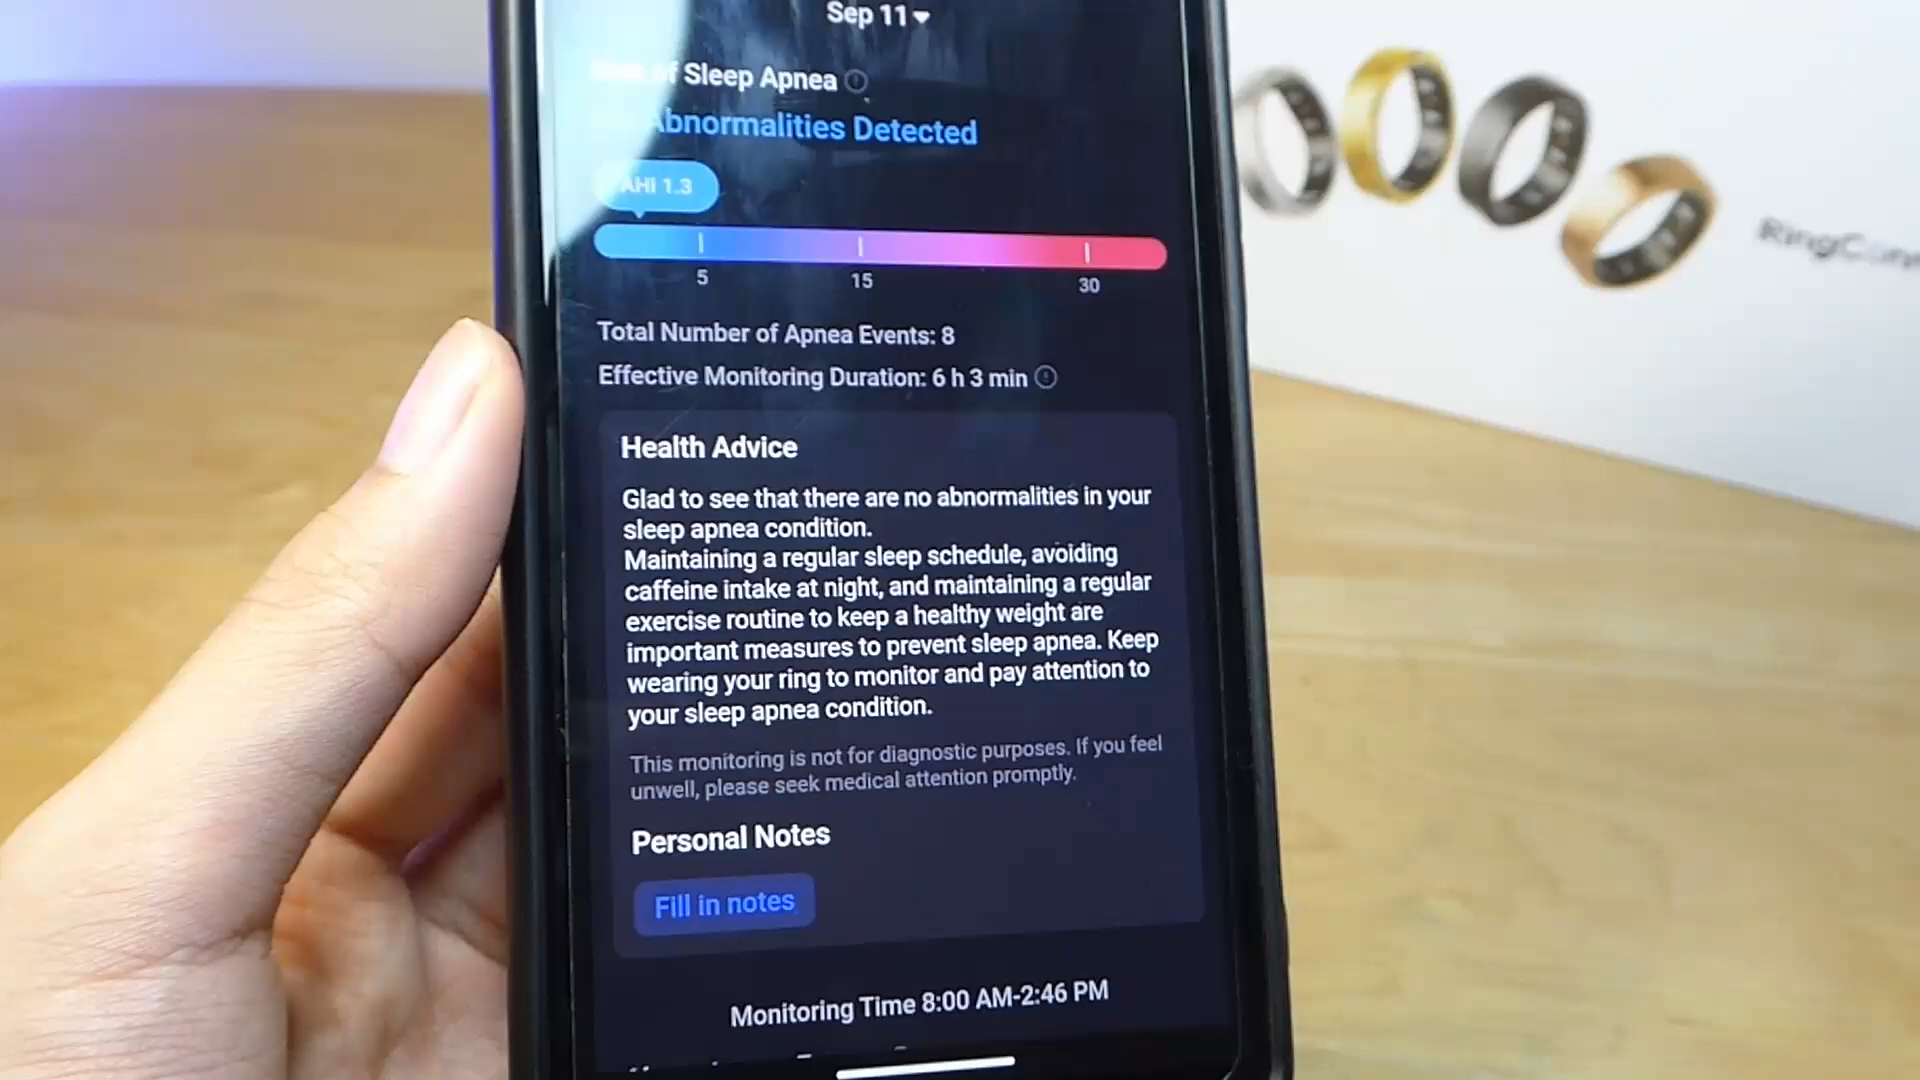 Sep 11
of Sleep Apnea
Abnormalities Detected
AHI 1.3
5 15 30
Total Number of Apnea Events: 8
Effective Monitoring Duration: 6 h 3 min
Health Advice
Glad to see that there are no abnormalities in your
sleep apnea condition.
Maintaining a regular sleep schedule, avoiding
caffeine intake at night, and maintaining a regular
exercise routine to keep a healthy weight are
important measures to prevent sleep apnea. Keep
wearing your ring to monitor and pay attention to
your sleep apnea condition.
This monitoring is not for diagnostic purposes. If you feel
unwell, please seek medical attention promptly.
Personal Notes
Fill in notes
Monitoring Time 8:00 AM-2:46 PM
RingConn